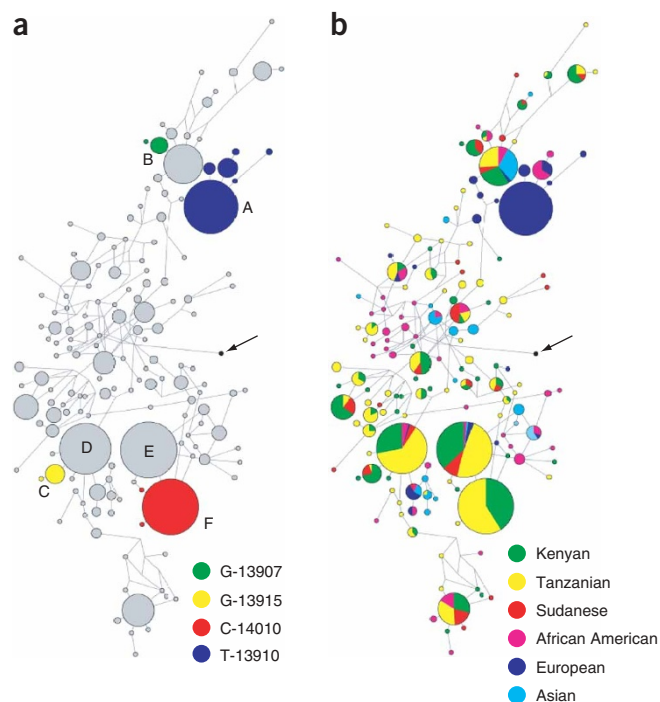 a
b
B
A
D
E
C
F
G-13907
G-13915
C-14010
T-13910
Kenyan
Tanzanian
Sudanese
African American
European
Asian